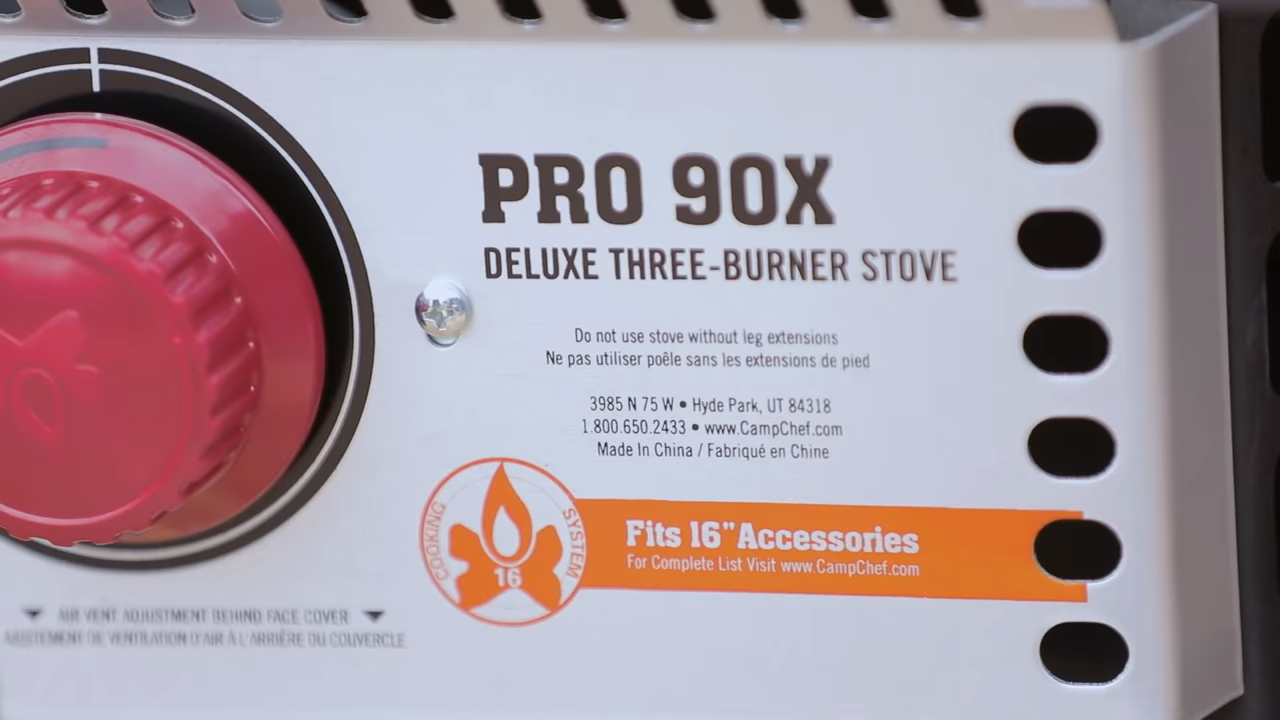 PRO 90X
DELUXE THREE-BURNER STOVE
Do not use stove without leg extensions
Ne pas utiliser poêle sans les extensions de pied
3985 N 75 W • Hyde Park, UT 84318
1.800.650.2433 • www.CampChef.com
Made In China / Fabriqué en Chine
COOKING SYSTEM
16
Fits 16" Accessories
For Complete List Visit www.CampChef.com
AIR VENT ADJUSTMENT BEHIND FACE COVER
AJUSTEMENT DE VENTILATION D'AIR À L'ARRIÈRE DU COUVERCLE